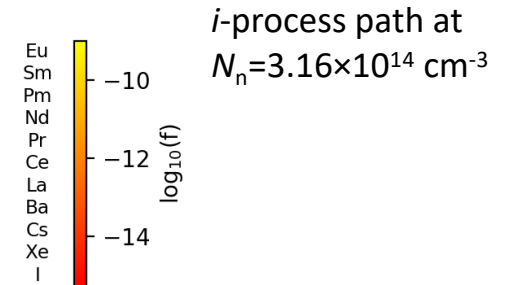 i-process path at
Nn=3.16×10¹⁴ cm⁻³
Eu
Sm
Pm
Nd
Pr
Ce
La
Ba
Cs
Xe
I
−10
−12
−14
log₁₀(f)